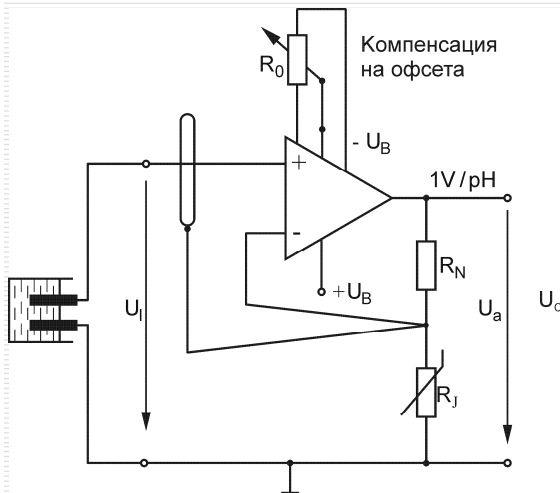 Компенсация
на офсета
R0
- UB
+
-
1V/pH
RN
+UB
UI
Ua
RJ